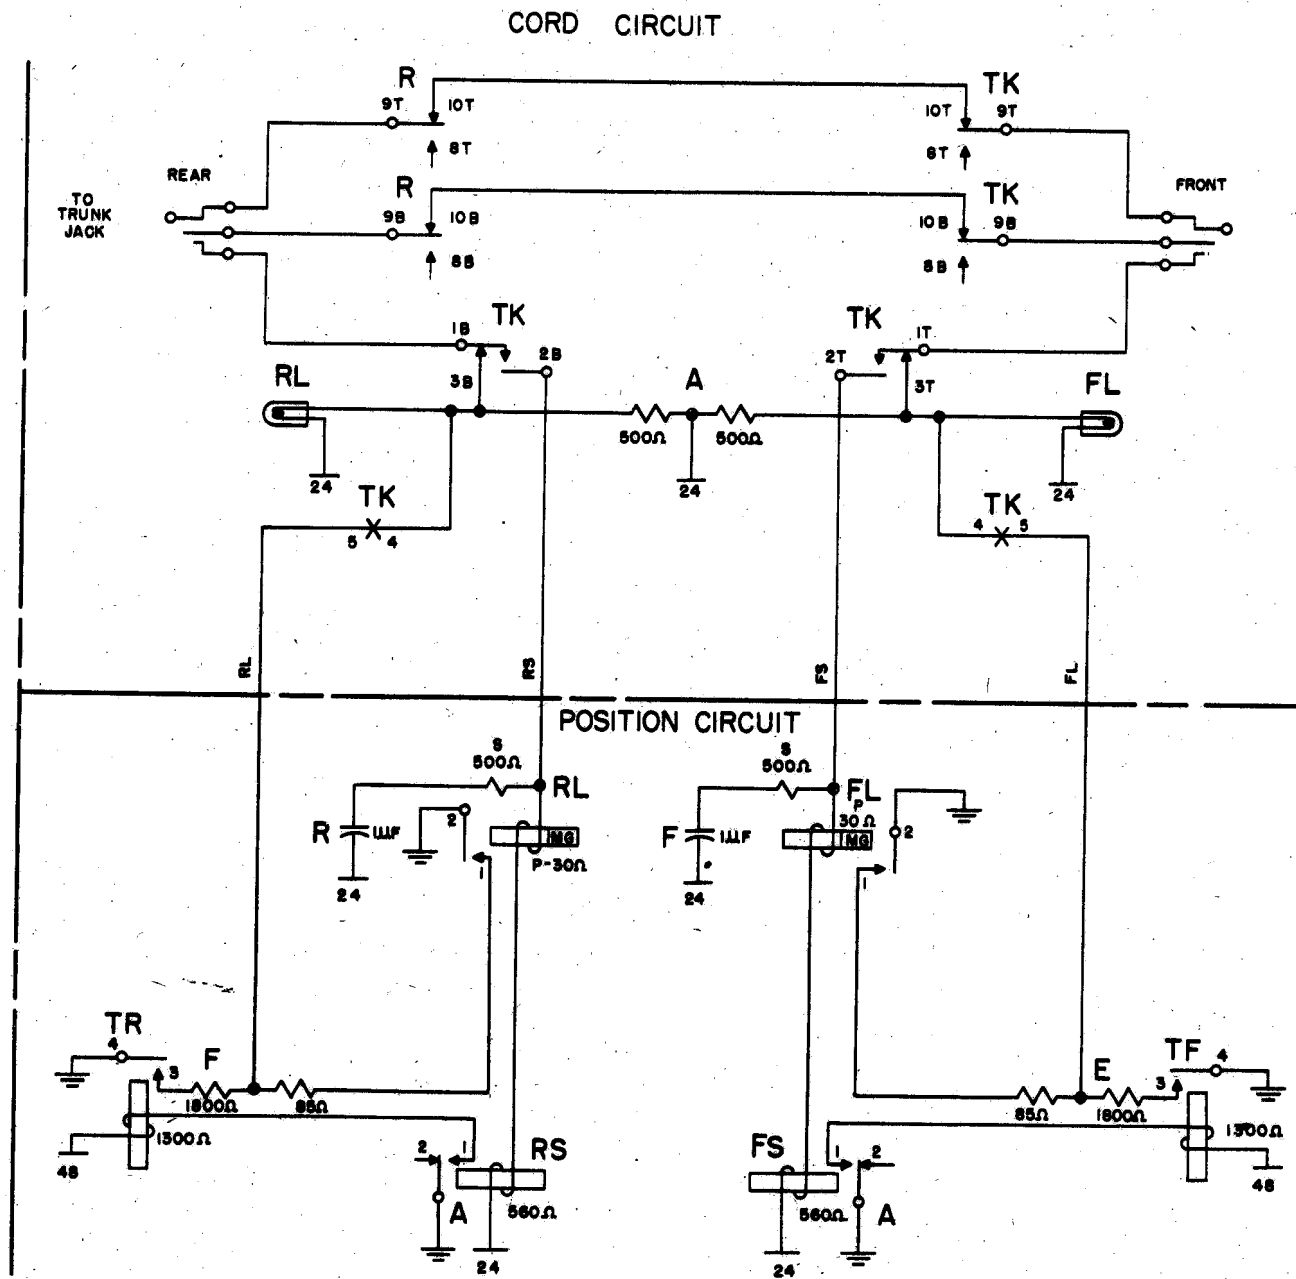 CORD CIRCUIT
R
TK
9T
10T
10T
9T
8T
8T
REAR
R
TK
FRONT
TO
TRUNK
JACK
9B
10B
10B
9B
8B
8B
TK
TK
1B
1T
2B
2T
RL
3B
A
3T
FL
500Ω
500Ω
24
TK
24
TK
24
5
4
4
5
RL
RS
FS
FL
POSITION CIRCUIT
S
500Ω
RL
S
500Ω
FL
P
30Ω
R
1μF
2
MG
F
1μF
MG
2
P-30Ω
1
1
24
24
TR
4
F
3
1800Ω
85Ω
E
TF
4
3
85Ω
1800Ω
1300Ω
1300Ω
48
2
1
RS
FS
1
2
48
A
560Ω
560Ω
A
24
24